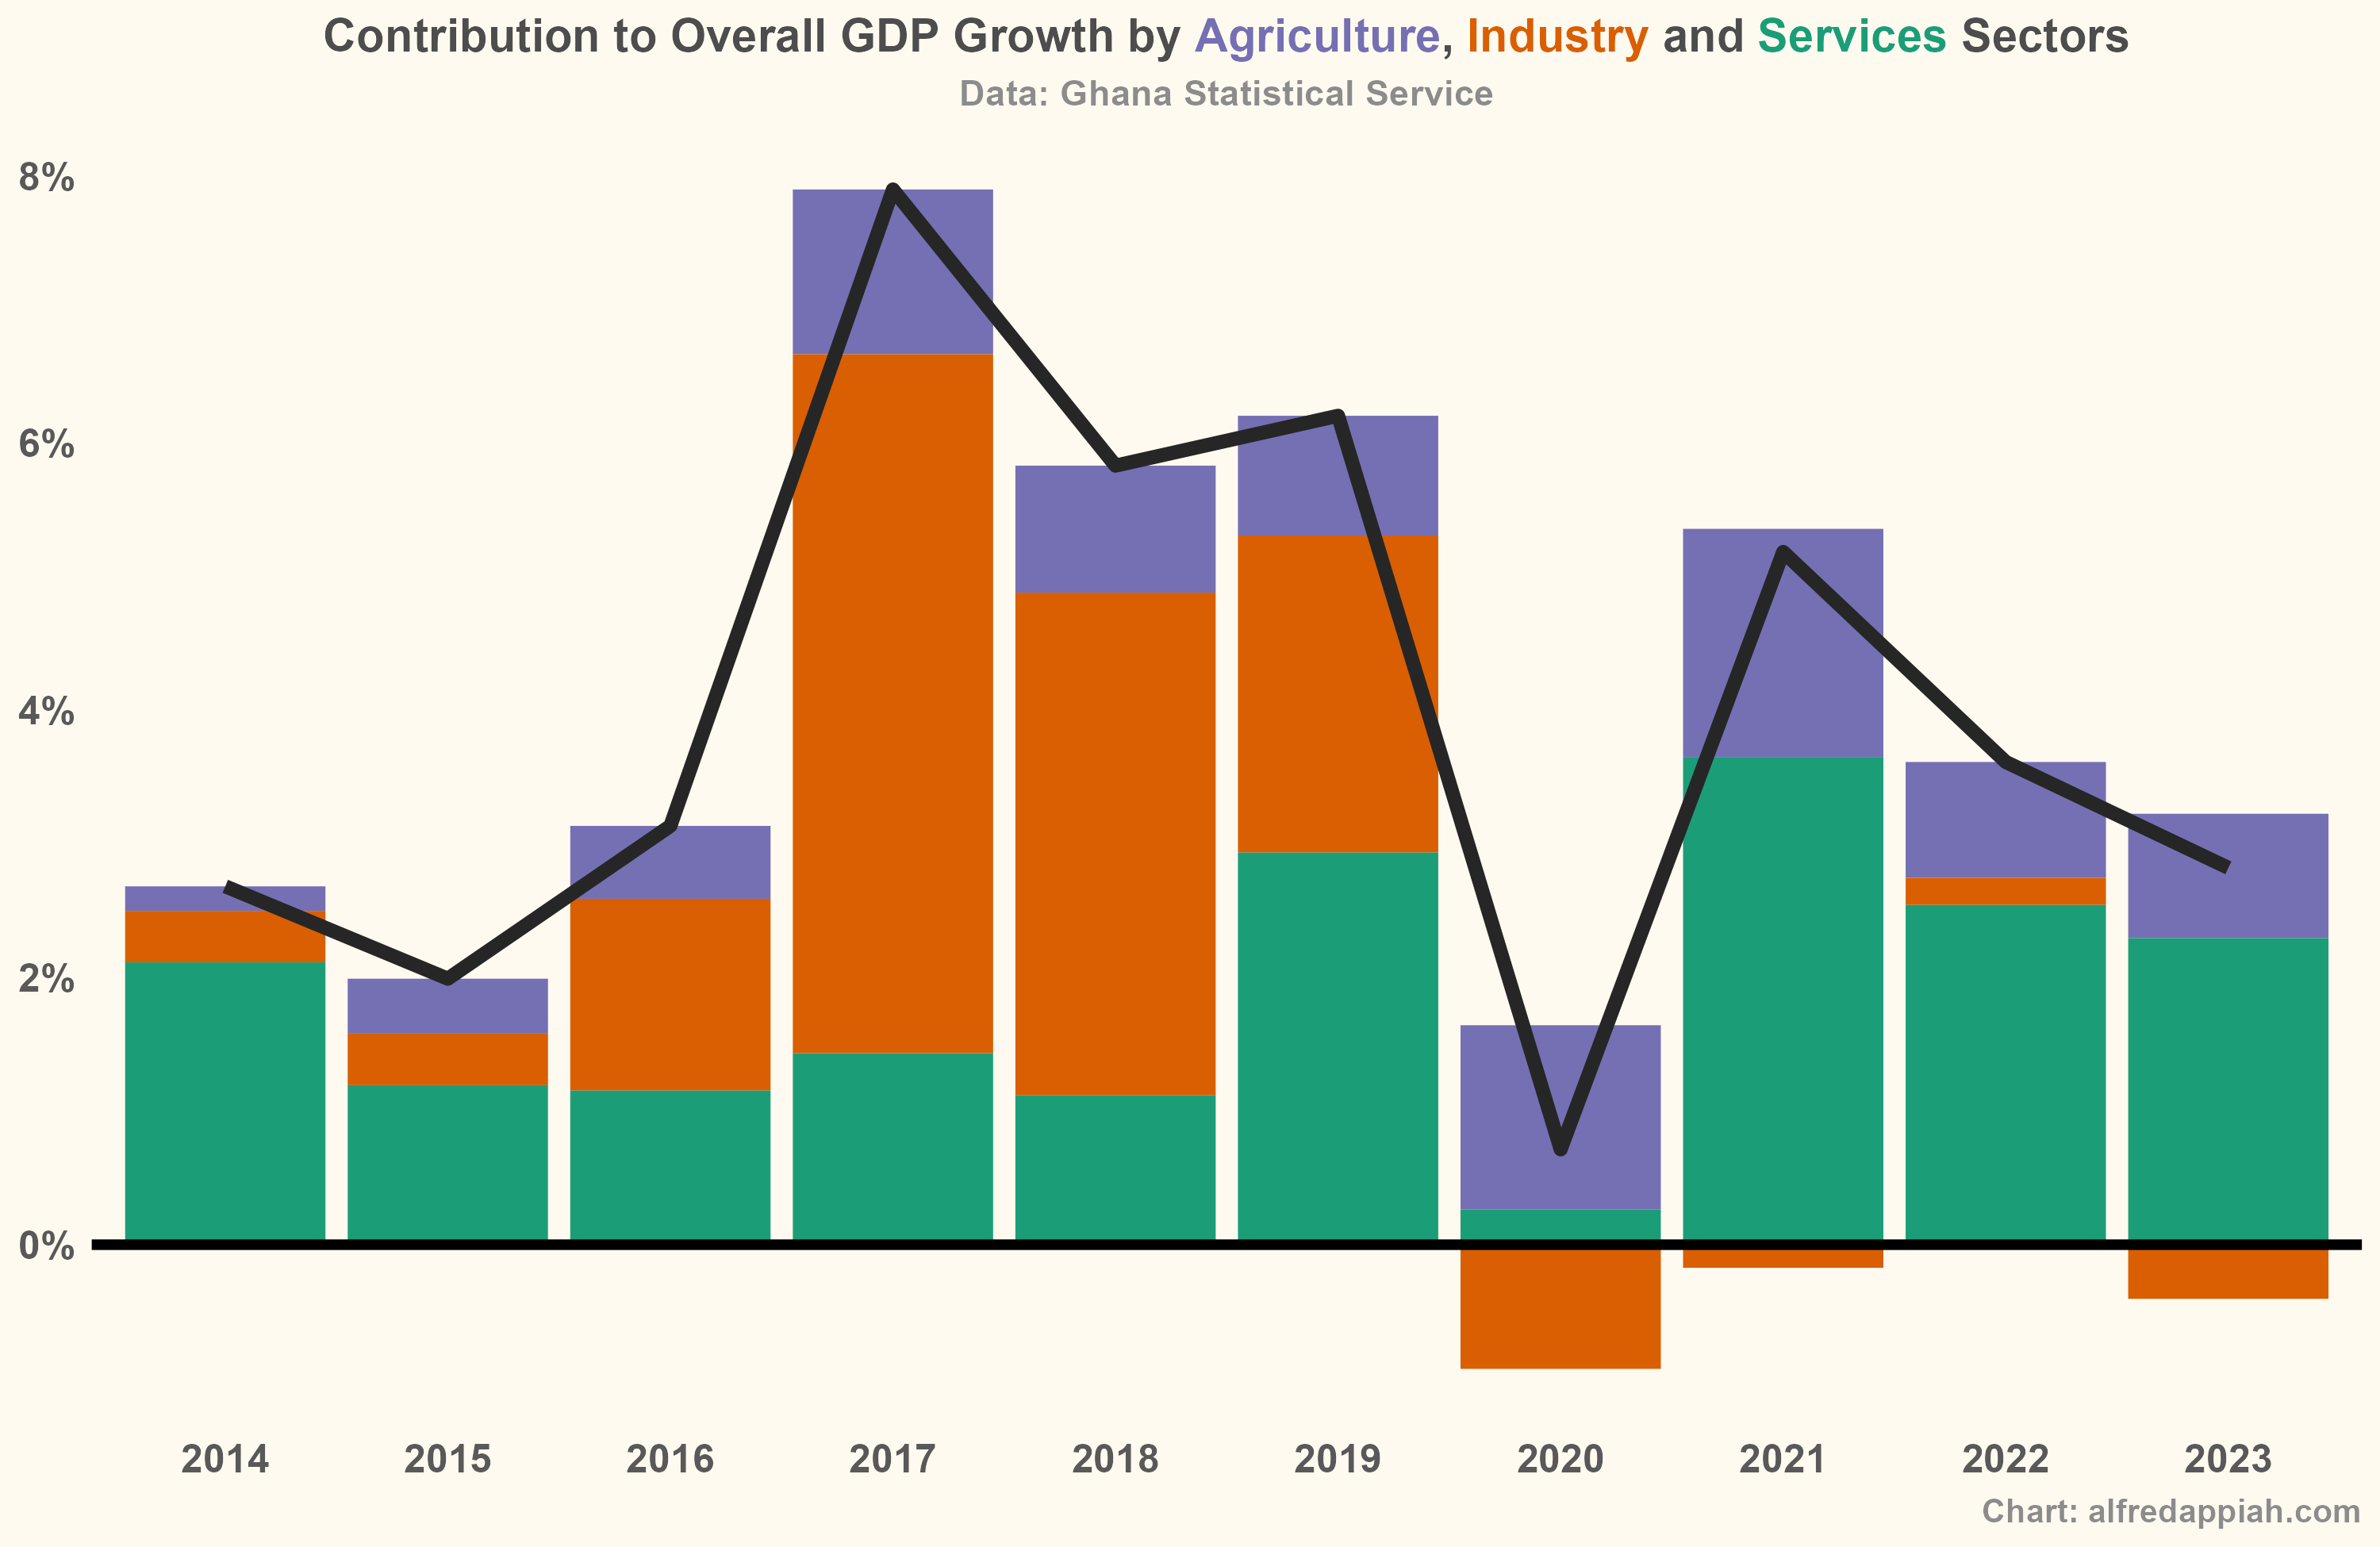 Contribution to Overall GDP Growth by Agriculture, Industry and Services Sectors
Data: Ghana Statistical Service
8%
6%
4%
2%
0%
2014 2015 2016 2017 2018 2019 2020 2021 2022 2023
Chart: alfredappiah.com